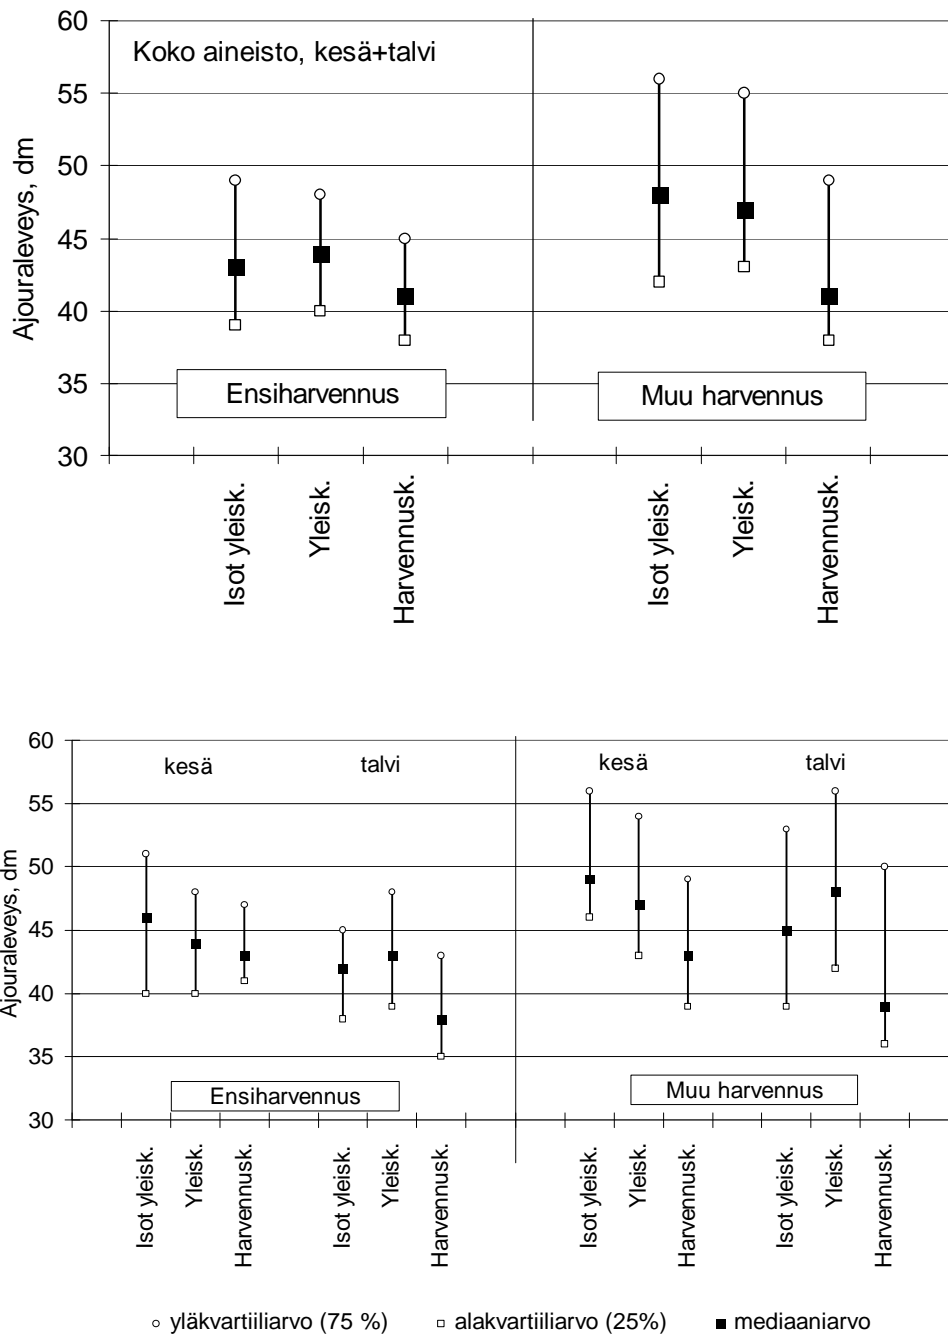 60
55
50
45
40
35
30
Ajouraleveys, dm
Koko aineisto, kesä+talvi
Ensiharvennus
Muu harvennus
Isot yleisk.
Yleisk.
Harvennusk.
Isot yleisk.
Yleisk.
Harvennusk.
60
55
50
45
40
35
30
Ajouraleveys, dm
kesä
talvi
kesä
talvi
Ensiharvennus
Muu harvennus
Isot yleisk.
Yleisk.
Harvennusk.
Isot yleisk.
Yleisk.
Harvennusk.
Isot yleisk.
Yleisk.
Harvennusk.
Isot yleisk.
Yleisk.
Harvennusk.
yläkvartiiliarvo (75 %) alakvartiiliarvo (25%) mediaaniarvo